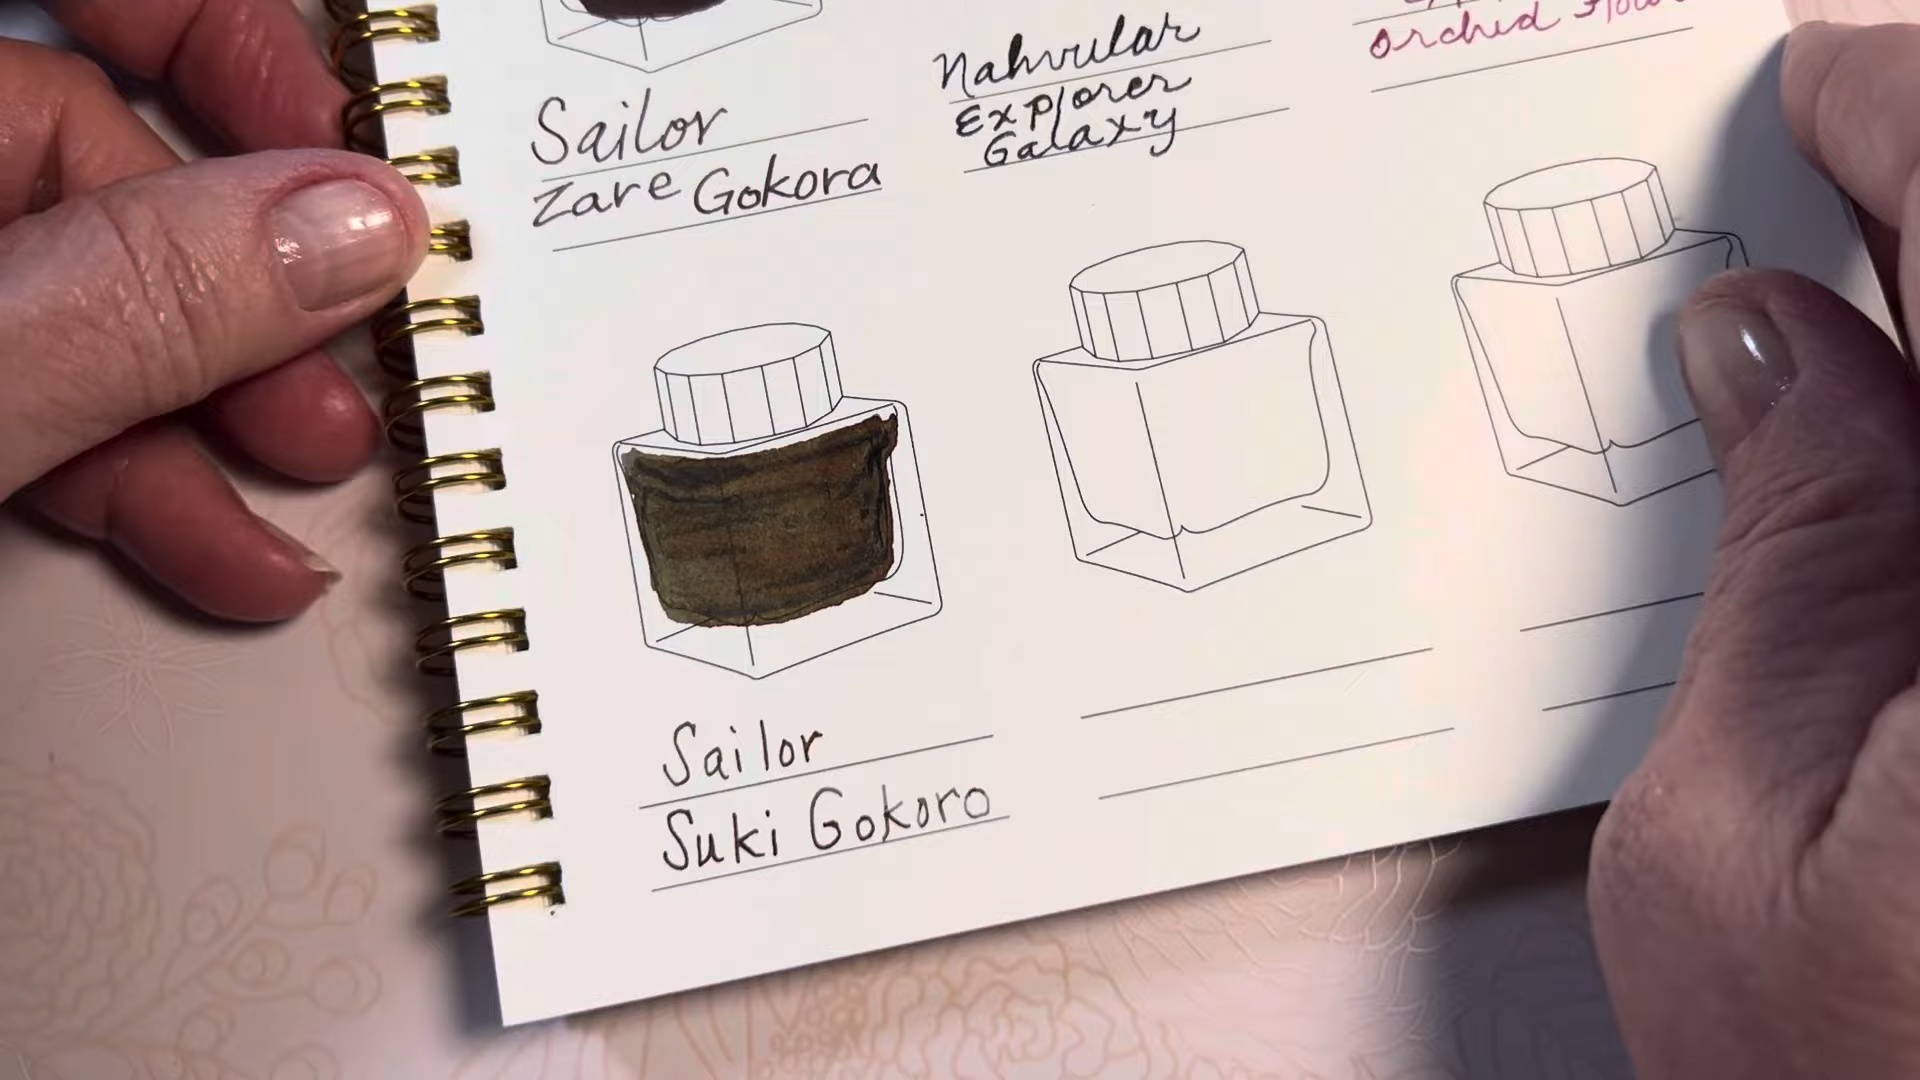 Sailor
Zare Gokora
Nahvular
Explorer
Galaxy
Orchid
Sailor
Suki Gokoro